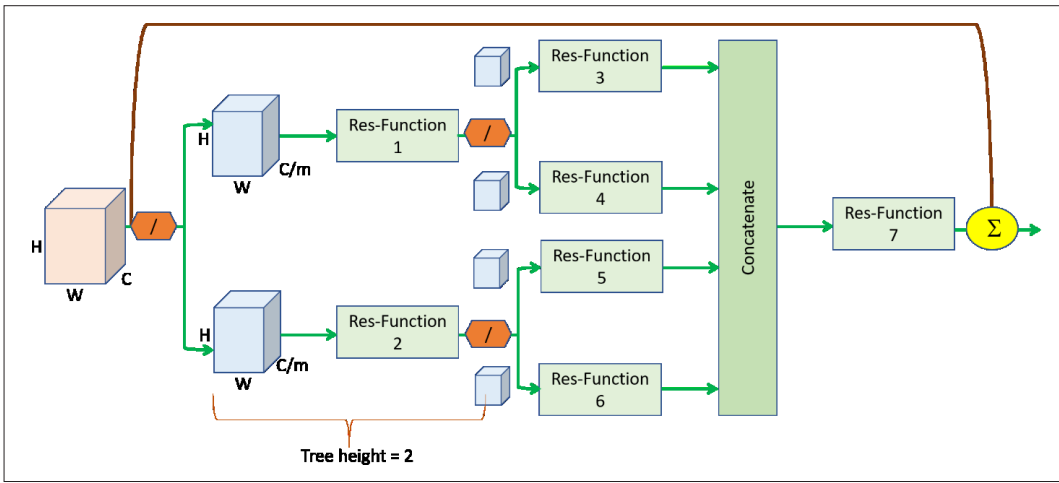 H
W
C
/
H
W
C/m
Res-Function
1
/
Res-Function
3
Res-Function
4
H
W
C/m
Res-Function
2
/
Res-Function
5
Res-Function
6
Concatenate
Res-Function
7
Σ
Tree height = 2